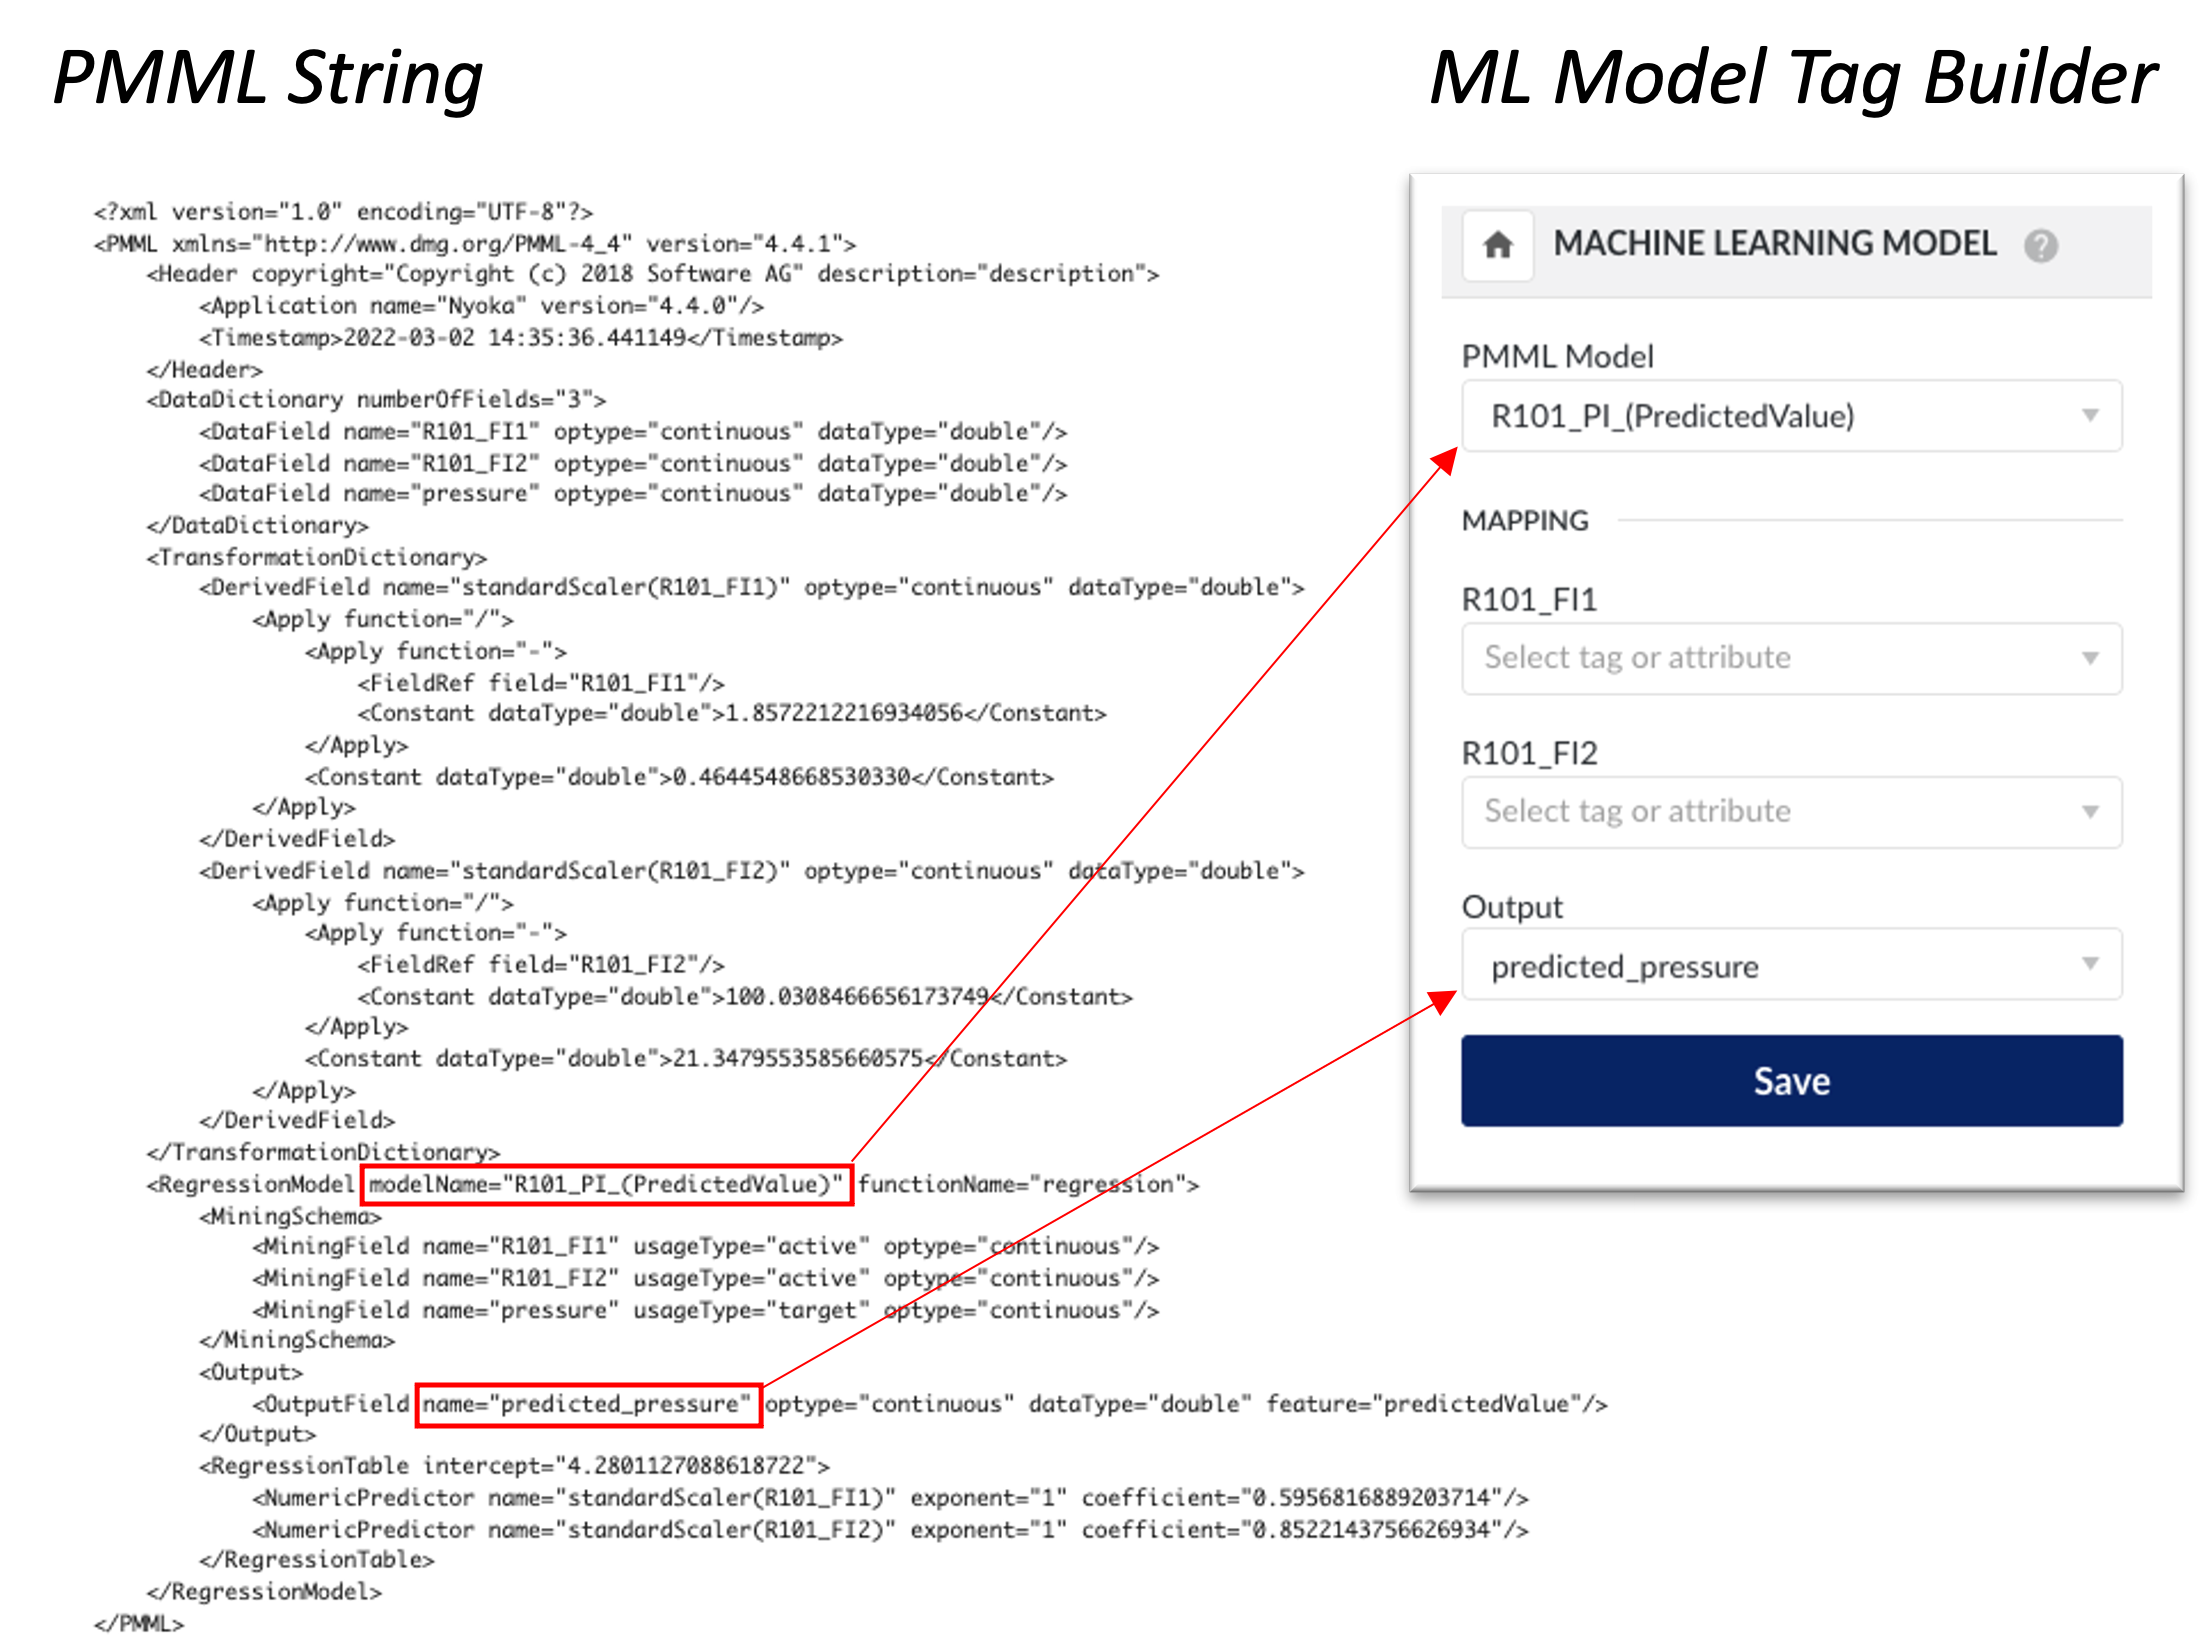 PMML String
<?xml version="1.0" encoding="UTF-8"?>
<PMML xmlns="http://www.dmg.org/PMML-4_4" version="4.4.1">
<Header copyright="Copyright (c) 2018 Software AG" description="description">
<Application name="Nyoka" version="4.4.0"/>
<Timestamp>2022-03-02 14:35:36.441149</Timestamp>
</Header>
<DataDictionary numberOfFields="3">
<DataField name="R101_FI1" optype="continuous" dataType="double"/>
<DataField name="R101_FI2" optype="continuous" dataType="double"/>
<DataField name="pressure" optype="continuous" dataType="double"/>
</DataDictionary>
<TransformationDictionary>
<DerivedField name="standardScaler(R101_FI1)" optype="continuous" dataType="double">
<Apply function="/">
<Apply function="-">
<FieldRef field="R101_FI1"/>
<Constant dataType="double">1.8572212216934056</Constant>
</Apply>
<Constant dataType="double">0.4644548668530330</Constant>
</Apply>
</DerivedField>
<DerivedField name="standardScaler(R101_FI2)" optype="continuous" dataType="double">
<Apply function="/">
<Apply function="-">
<FieldRef field="R101_FI2"/>
<Constant dataType="double">100.0308466656173749</Constant>
</Apply>
<Constant dataType="double">21.3479553585660575</Constant>
</Apply>
</DerivedField>
</TransformationDictionary>
<RegressionModel modelName="R101_PI_(PredictedValue)" functionName="regression">
<MiningSchema>
<MiningField name="R101_FI1" usageType="active" optype="continuous"/>
<MiningField name="R101_FI2" usageType="active" optype="continuous"/>
<MiningField name="pressure" usageType="target" optype="continuous"/>
</MiningSchema>
<Output>
<OutputField name="predicted_pressure" optype="continuous" dataType="double" feature="predictedValue"/>
</Output>
<RegressionTable intercept="4.2801127088618722">
<NumericPredictor name="standardScaler(R101_FI1)" exponent="1" coefficient="0.5956816889203714"/>
<NumericPredictor name="standardScaler(R101_FI2)" exponent="1" coefficient="0.8522143756626934"/>
</RegressionTable>
</RegressionModel>
</PMML>
ML Model Tag Builder
MACHINE LEARNING MODEL ?
PMML Model
R101_PI_(PredictedValue)
MAPPING
R101_FI1
Select tag or attribute
R101_FI2
Select tag or attribute
Output
predicted_pressure
Save